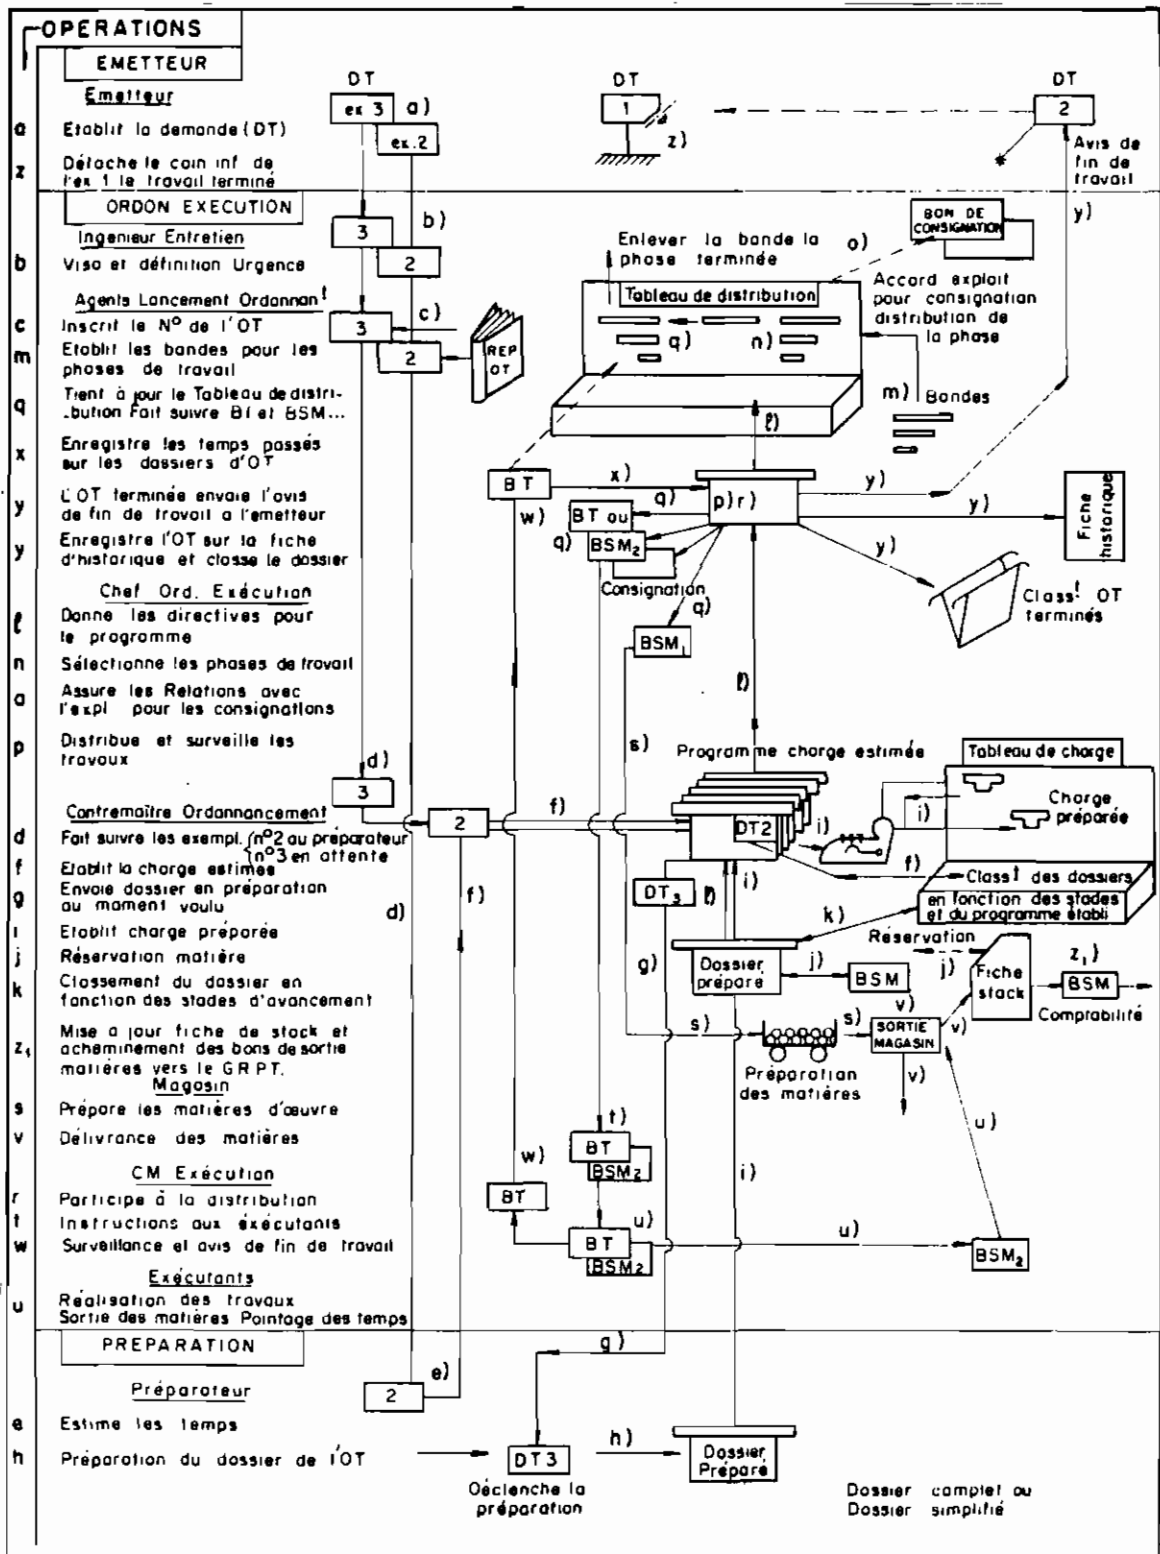 OPERATIONS
EMETTEUR
Emetteur
a Etablit la demande (DT)
z Détache le coin inf de
l'ex 1 le travail terminé
ORDON EXECUTION
Ingenieur Entretien
b Visa et définition Urgence
Agents Lancement Ordonnan!
c Inscrit le N° de l'OT
m Etablit les bandes pour les
phases de travail
q Tient à jour le Tableau de distri-
.bution Fait suivre BT et BSM...
x Enregistre les temps passés
sur les dossiers d'OT
y L'OT terminée envoie l'avis
de fin de travail a l'emetteur
y Enregistre l'OT sur la fiche
d'historique et classe le dossier
Chef Ord. Exécution
ℓ Donne les directives pour
le programme
n Sélectionne les phases de travail
a Assure les Relations avec
l'expl pour les consignations
p Distribue et surveille les
travaux
Contremaître Ordonnancement
d Fait suivre les exempl. { n°2 au préparateur
n°3 en attente
f Etablit la charge estimée
g Envoie dossier en préparation
au moment voulu
i Etablit charge préparée
j Réservation matière
k Classement du dossier en
fonction des stades d'avancement
z₁ Mise a jour fiche de stock et
acheminement des bons de sortie
matières vers le GRPT.
Magasin
s Prépare les matières d'œuvre
v Délivrance des matières
CM Exécution
r Participe à la distribution
t Instructions aux exécutants
w Surveillance et avis de fin de travail
Exécutants
u Réalisation des travaux
Sortie des matières Pointage des temps
PREPARATION
Préparateur
e Estime les temps
h Préparation du dossier de l'OT
DT
ex 3
a)
ex.2
DT
1
z)
DT
2
Avis de
fin de
travail
3
b)
2
3
c)
2
REP
OT
Enlever la bande la
phase terminée
o)
BON DE
CONSIGNATION
y)
Tableau de distribution
q)
n)
Accord exploit
pour consignation
distribution de
la phase
m) Bandes
ℓ)
BT
x)
w)
q)
BT ou
q)
BSM₂
Consignation
p) r)
y)
y)
y)
Fiche
historique
Class! OT
terminés
q)
BSM₁
ℓ)
s)
d)
3
2
f)
Programme charge estimée
DT2
i)
Tableau de charge
Charge
préparée
i)
f)
Class! des dossiers
en fonction des stades
et du programme établi
DT₃
ℓ)
i)
k)
d)
f)
g)
Dossier
préparé
j)
BSM
Réservation
j)
Fiche
stock
z₁)
BSM
Comptabilité
s)
s)
v)
SORTIE
MAGASIN
v)
v)
Préparation
des matières
t)
BT
BSM₂
w)
BT
i)
u)
u)
BT
BSM₂
u)
BSM₂
g)
e)
2
DT3
h)
Dossier
Préparé
Déclenche la
préparation
Dossier complet ou
Dossier simplifié